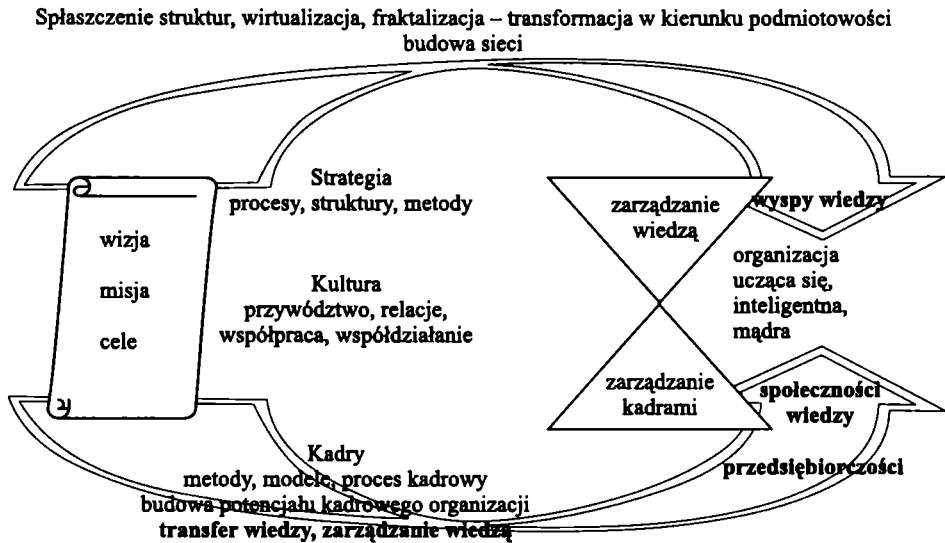 Spłaszczenie struktur, wirtualizacja, fraktalizacja – transformacja w kierunku podmiotowości
budowa sieci
wizja
misja
cele
Strategia
procesy, struktury, metody
Kultura
przywództwo, relacje,
współpraca, współdziałanie
Kadry
metody, modele, proces kadrowy
budowa potencjału kadrowego organizacji
transfer wiedzy, zarządzanie wiedzą
zarządzanie
wiedzą
zarządzanie
kadrami
wyspy wiedzy
organizacja
ucząca się,
inteligentna,
mądra
społeczności
wiedzy
przedsiębiorczości